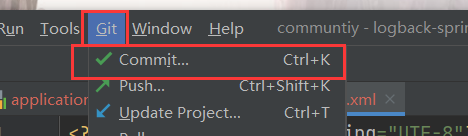 Run Tools Git Window Help communtiy - logback-spring
Commit... Ctrl+K
Push... Ctrl+Shift+K
application .xml
Update Project... Ctrl+T
<? ing="UTF-8"?